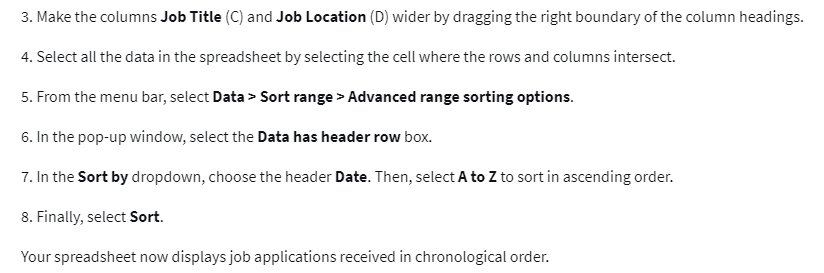 3. Make the columns Job Title (C) and Job Location (D) wider by dragging the right boundary of the column headings.
4. Select all the data in the spreadsheet by selecting the cell where the rows and columns intersect.
5. From the menu bar, select Data > Sort range > Advanced range sorting options.
6. In the pop-up window, select the Data has header row box.
7. In the Sort by dropdown, choose the header Date. Then, select A to Z to sort in ascending order.
8. Finally, select Sort.
Your spreadsheet now displays job applications received in chronological order.